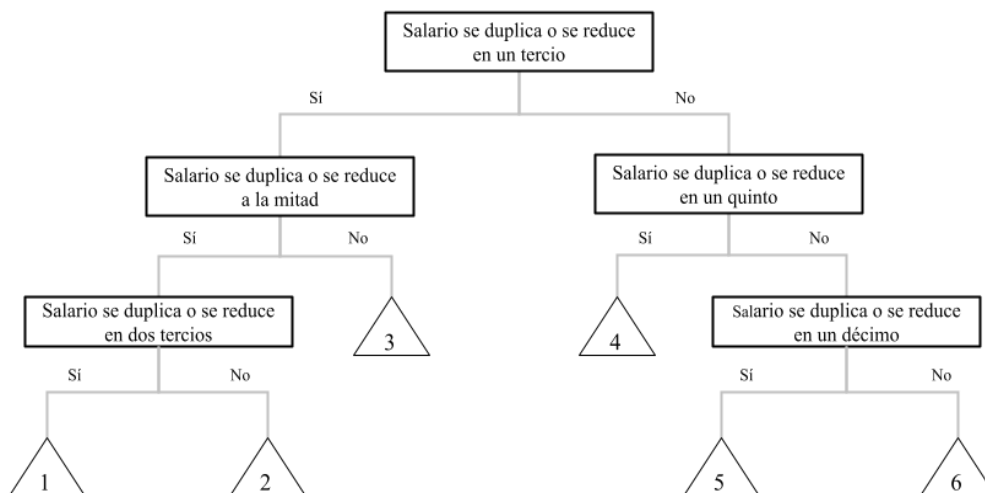 Salario se duplica o se reduce
en un tercio
Sí
No
Salario se duplica o se reduce
a la mitad
Salario se duplica o se reduce
en un quinto
Sí
No
Sí
No
Salario se duplica o se reduce
en dos tercios
3
4
Salario se duplica o se reduce
en un décimo
Sí
No
Sí
No
1
2
5
6